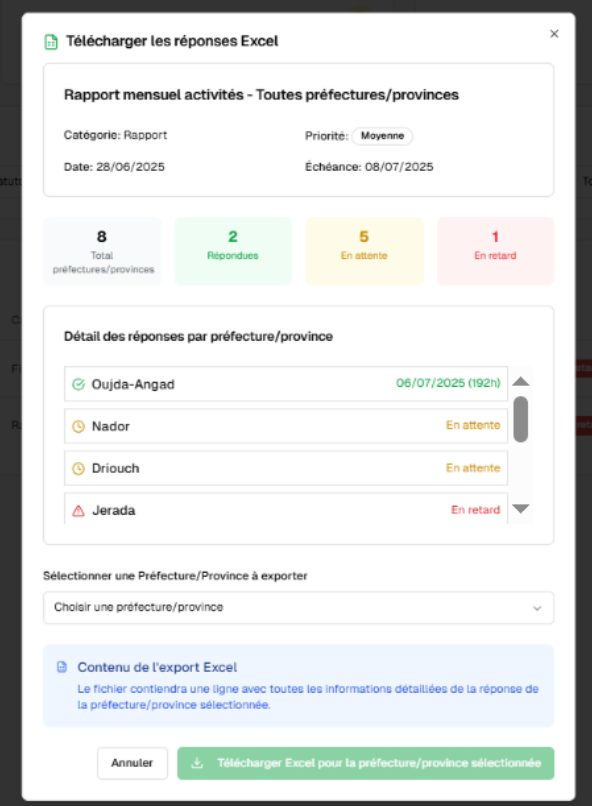 Télécharger les réponses Excel
Rapport mensuel activités - Toutes préfectures/provinces
Catégorie: Rapport
Priorité: Moyenne
Date: 28/06/2025
Échéance: 08/07/2025
8
Total
préfectures/provinces
2
Répondues
5
En attente
1
En retard
Détail des réponses par préfecture/province
Oujda-Angad
06/07/2025 (192h)
Nador
En attente
Driouch
En attente
Jerada
En retard
Sélectionner une Préfecture/Province à exporter
Choisir une préfecture/province
Contenu de l'export Excel
Le fichier contiendra une ligne avec toutes les informations détaillées de la réponse de
la préfecture/province sélectionnée.
Annuler
Télécharger Excel pour la préfecture/province sélectionnée